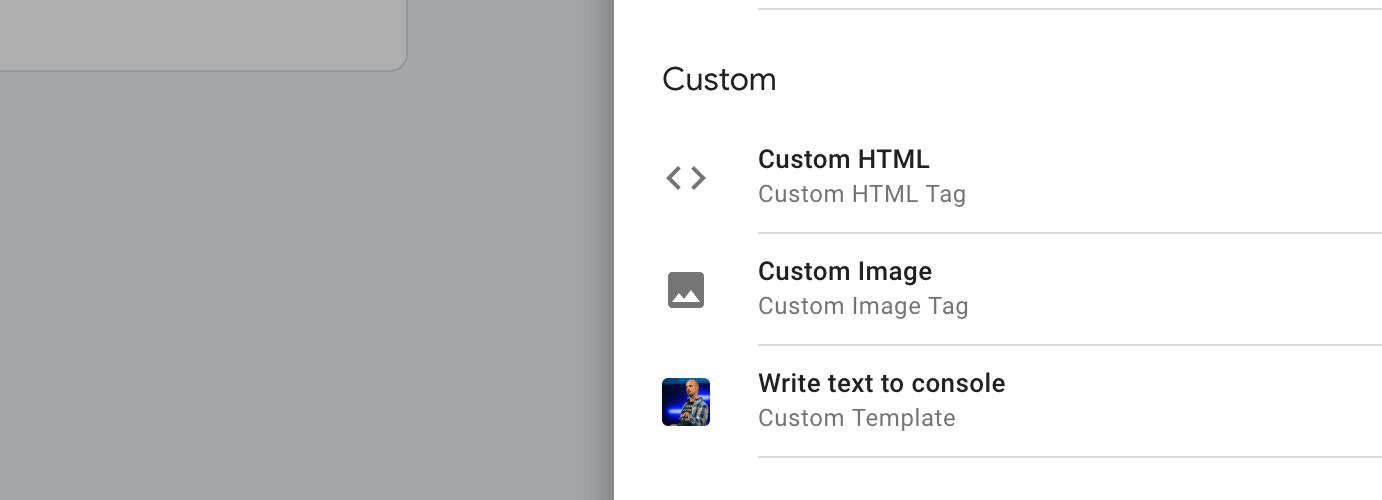 Custom
Custom HTML
Custom HTML Tag
Custom Image
Custom Image Tag
Write text to console
Custom Template